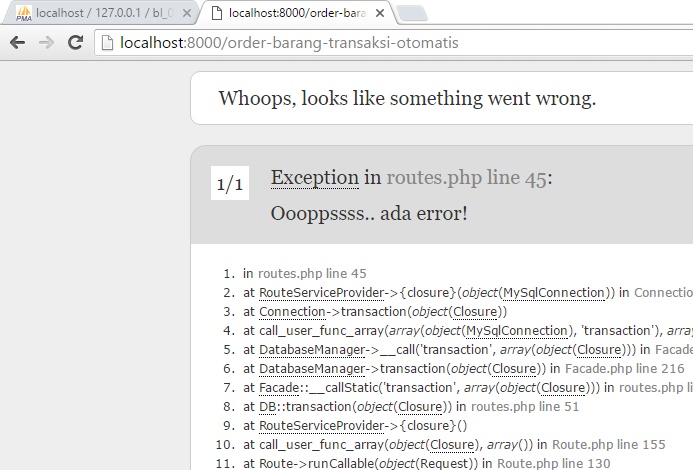 PMA localhost / 127.0.0.1 / bl_
localhost:8000/order-bara
localhost:8000/order-barang-transaksi-otomatis
Whoops, looks like something went wrong.
1/1
Exception in routes.php line 45:
Oooppssss.. ada error!
1. in routes.php line 45
2. at RouteServiceProvider->{closure}(object(MySqlConnection)) in Connectio
3. at Connection->transaction(object(Closure))
4. at call_user_func_array(array(object(MySqlConnection), 'transaction'), array
5. at DatabaseManager->__call('transaction', array(object(Closure))) in Facade
6. at DatabaseManager->transaction(object(Closure)) in Facade.php line 216
7. at Facade::__callStatic('transaction', array(object(Closure))) in routes.php li
8. at DB::transaction(object(Closure)) in routes.php line 51
9. at RouteServiceProvider->{closure}()
10. at call_user_func_array(object(Closure), array()) in Route.php line 155
11. at Route->runCallable(object(Request)) in Route.php line 130